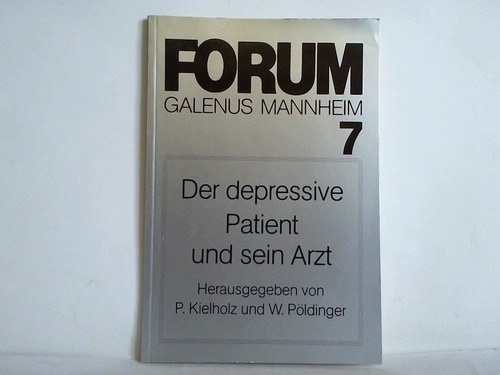 FORUM
GALENUS MANNHEIM
7
Der depressive
Patient
und sein Arzt
Herausgegeben von
P. Kielholz und W. Pöldinger